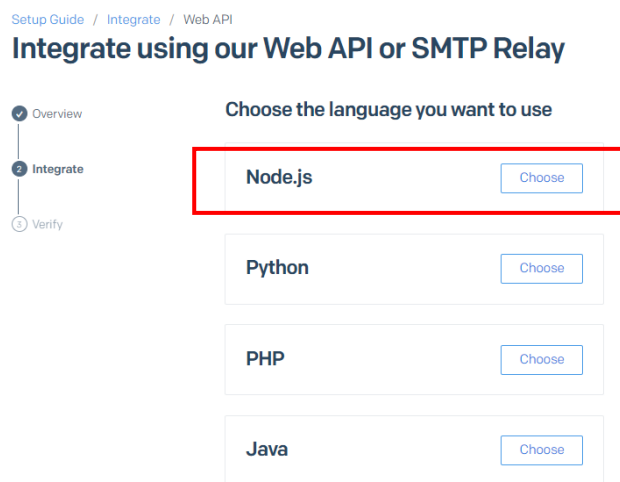 Setup Guide / Integrate / Web API
Integrate using our Web API or SMTP Relay
Overview
2 Integrate
3 Verify
Choose the language you want to use
Node.js Choose
Python Choose
PHP Choose
Java Choose